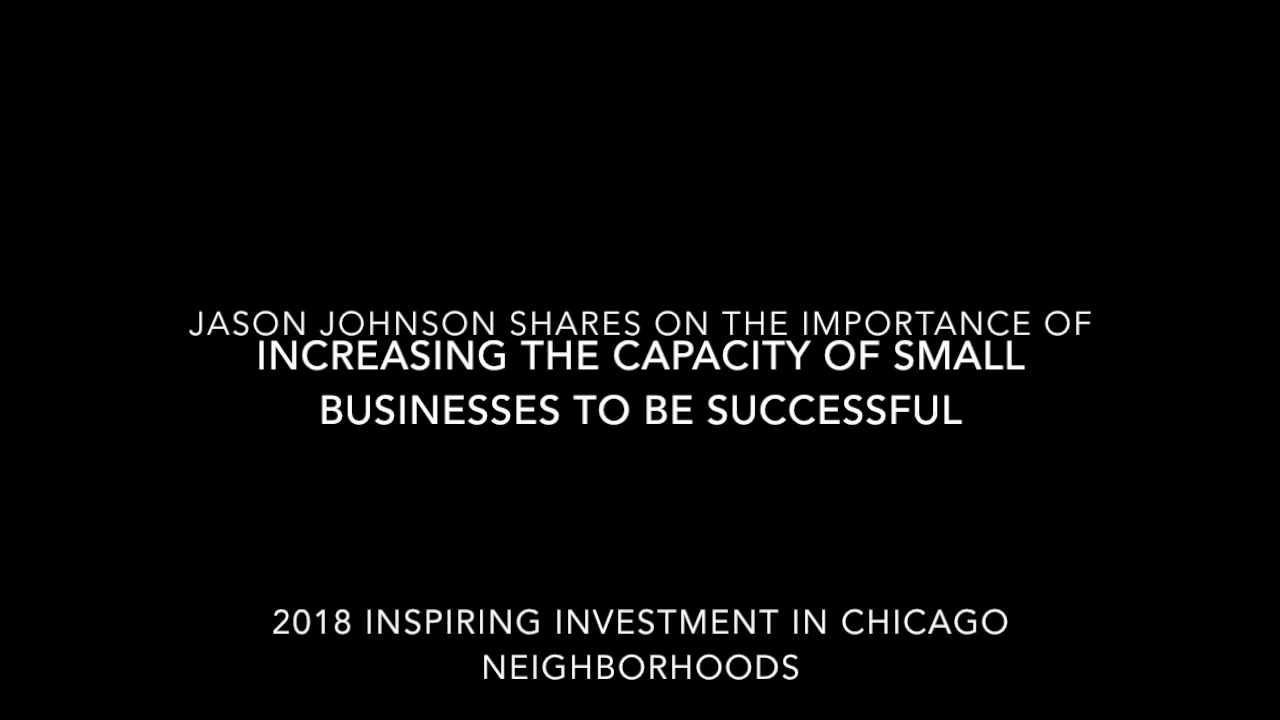 JASON JOHNSON SHARES ON THE IMPORTANCE OF
INCREASING THE CAPACITY OF SMALL
BUSINESSES TO BE SUCCESSFUL
2018 INSPIRING INVESTMENT IN CHICAGO
NEIGHBORHOODS